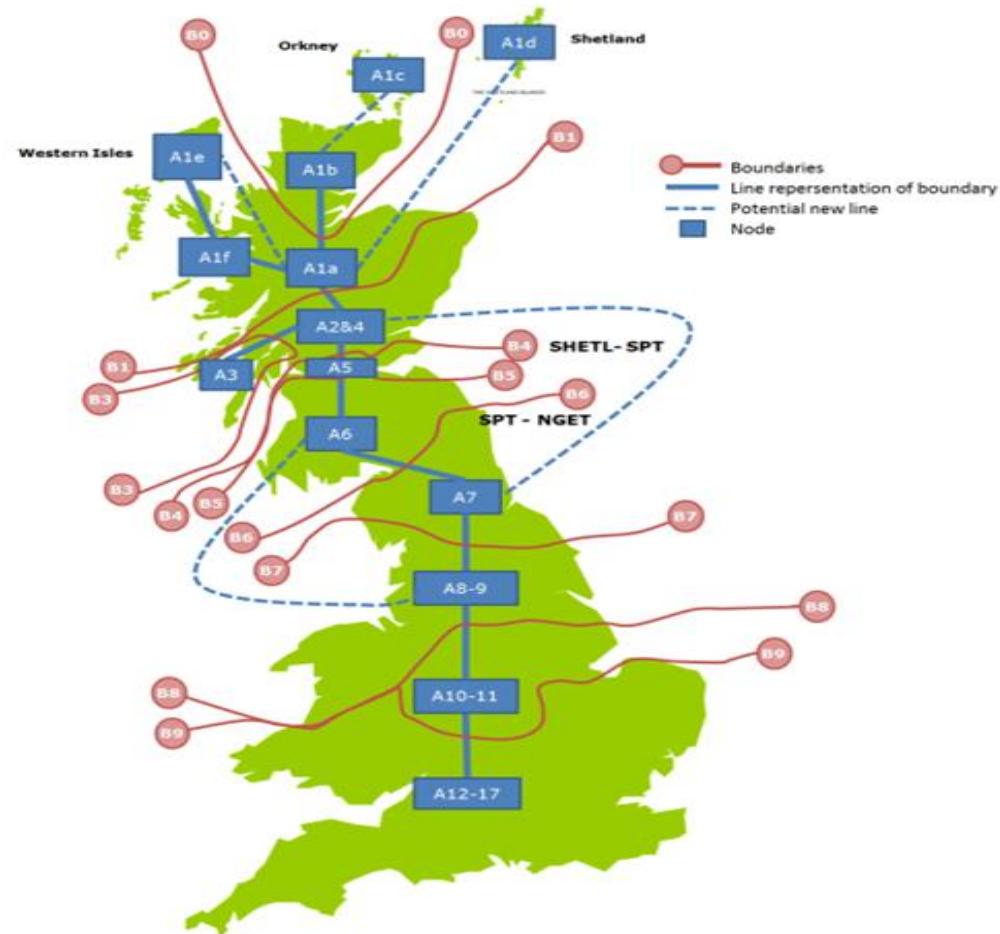 B0
B0
Orkney
A1d
Shetland
A1c
B1
Western Isles
A1e
A1b
Boundaries
Line repersentation of boundary
Potential new line
Node
A1f
A1a
A2&4
B1
A3
A5
B4
SHETL- SPT
B3
B5
B6
A6
SPT - NGET
B3
B5
A7
B4
B7
B6
B7
A8-9
B8
B9
B8
A10-11
B9
A12-17